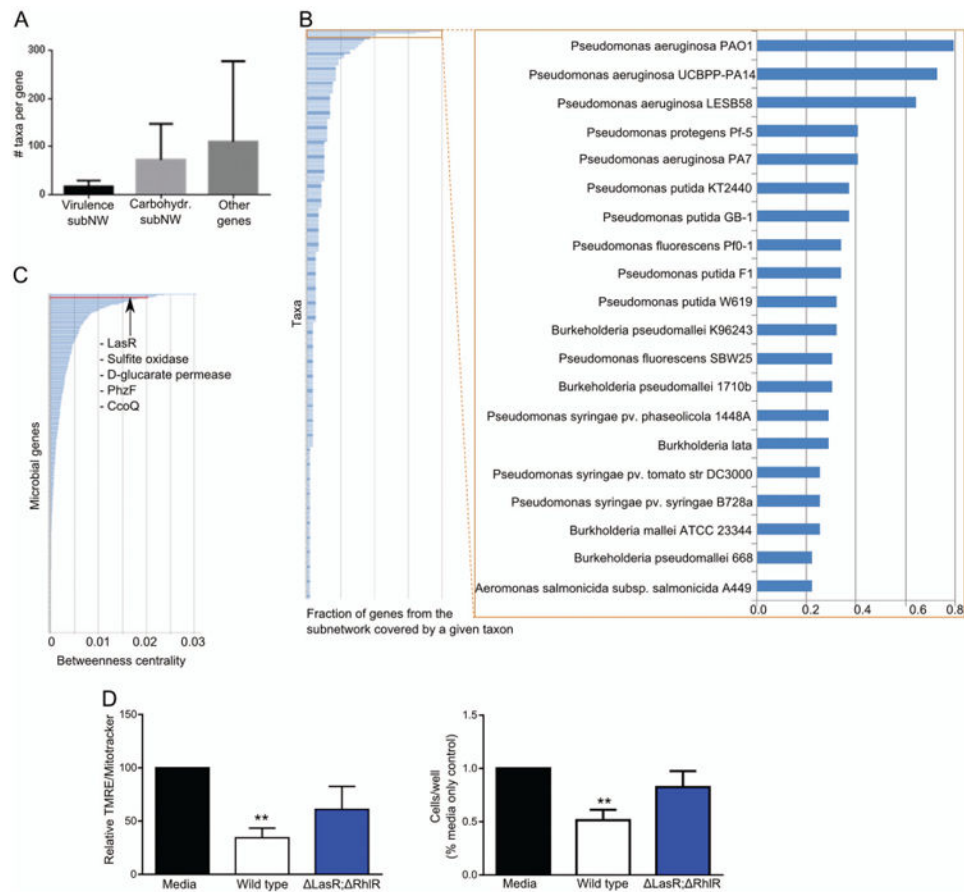 A
# taxa per gene
300
200
100
0
Virulence
subNW
Carbohydr.
subNW
Other
genes
B
Taxa
Fraction of genes from the
subnetwork covered by a given taxon
Pseudomonas aeruginosa PAO1
Pseudomonas aeruginosa UCBPP-PA14
Pseudomonas aeruginosa LESB58
Pseudomonas protegens Pf-5
Pseudomonas aeruginosa PA7
Pseudomonas putida KT2440
Pseudomonas putida GB-1
Pseudomonas fluorescens Pf0-1
Pseudomonas putida F1
Pseudomonas putida W619
Burkeholderia pseudomallei K96243
Pseudomonas fluorescens SBW25
Burkeholderia pseudomallei 1710b
Pseudomonas syringae pv. phaseolicola 1448A
Burkholderia lata
Pseudomonas syringae pv. tomato str DC3000
Pseudomonas syringae pv. syringae B728a
Burkholderia mallei ATCC 23344
Burkeholderia pseudomallei 668
Aeromonas salmonicida subsp. salmonicida A449
0.0 0.2 0.4 0.6 0.8
C
Microbial genes
- LasR
- Sulfite oxidase
- D-glucarate permease
- PhzF
- CcoQ
0 0.01 0.02 0.03
Betweenness centrality
D
Relative TMRE/Mitotracker
150
100
50
0
**
Media Wild type ΔLasR;ΔRhlR
Cells/well
(% media only control)
1.5
1.0
0.5
0.0
**
Media Wild type ΔLasR;ΔRhlR